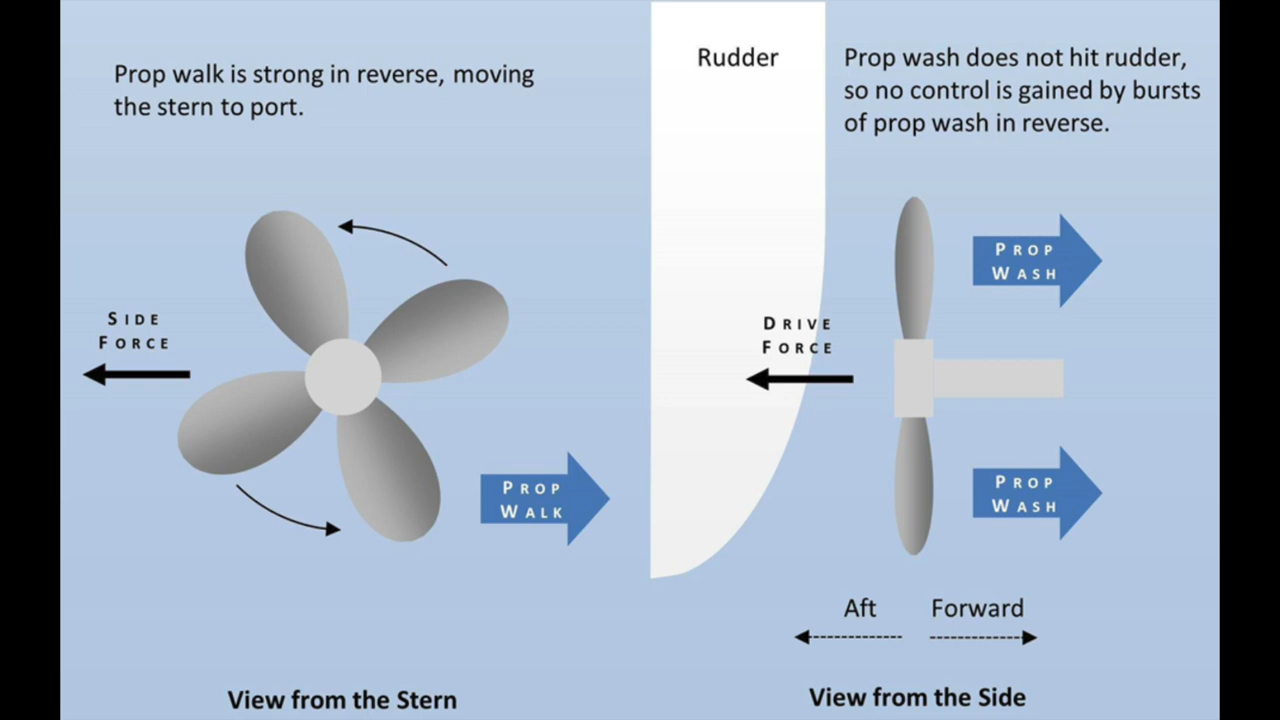 Prop walk is strong in reverse, moving
the stern to port.
SIDE
FORCE
PROP
WALK
View from the Stern
Rudder
Prop wash does not hit rudder,
so no control is gained by bursts
of prop wash in reverse.
PROP
WASH
DRIVE
FORCE
PROP
WASH
Aft
Forward
View from the Side